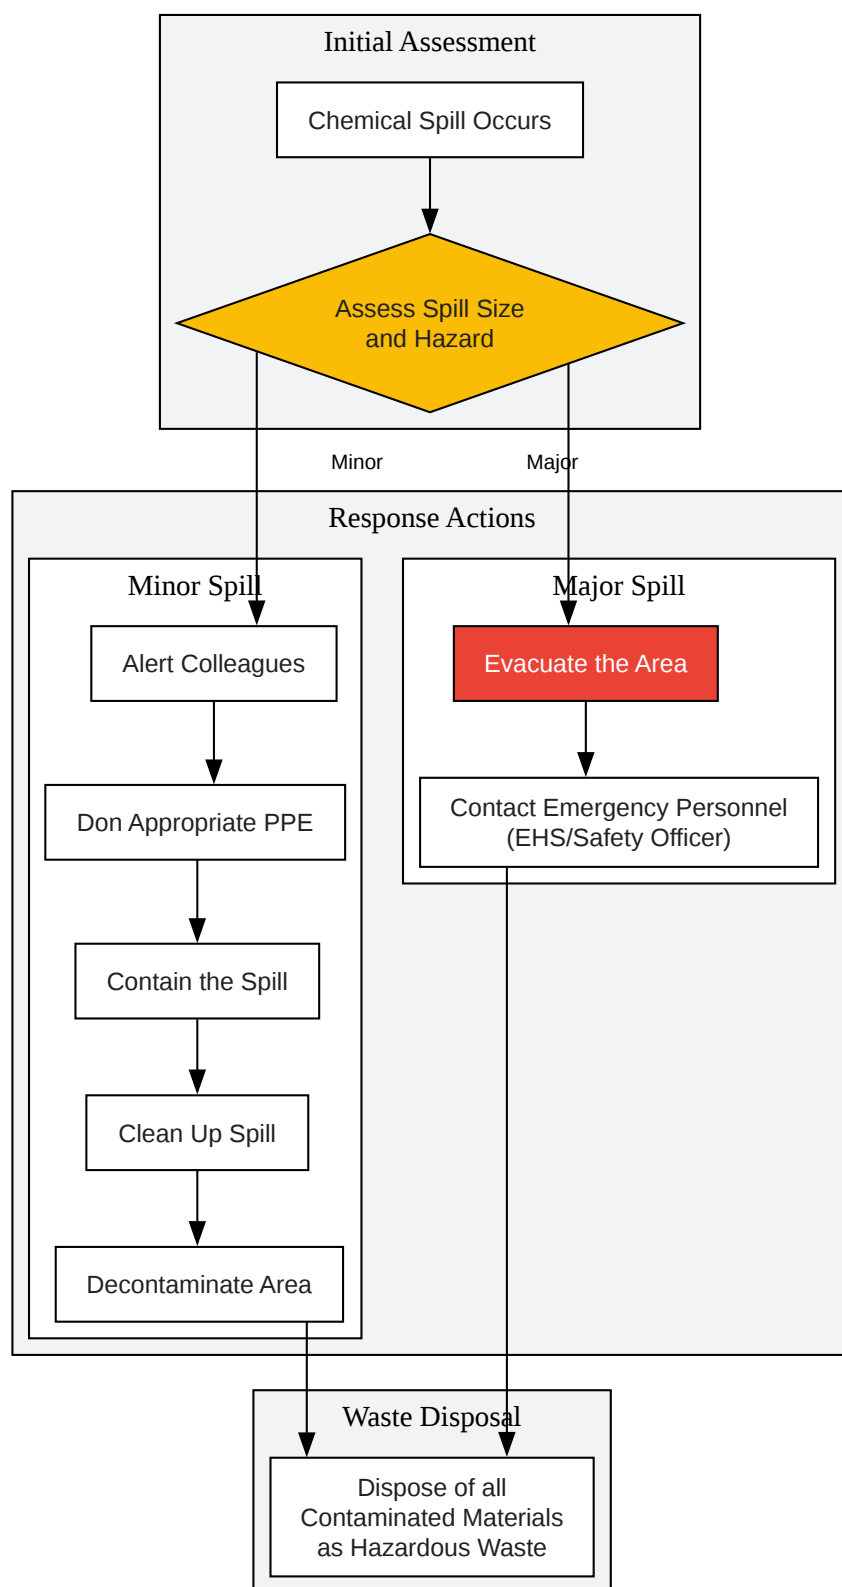 Initial Assessment
Chemical Spill Occurs
Assess Spill Size
and Hazard
Minor
Major
Response Actions
Minor Spill
Alert Colleagues
Don Appropriate PPE
Contain the Spill
Clean Up Spill
Decontaminate Area
Major Spill
Evacuate the Area
Contact Emergency Personnel
(EHS/Safety Officer)
Waste Disposal
Dispose of all
Contaminated Materials
as Hazardous Waste